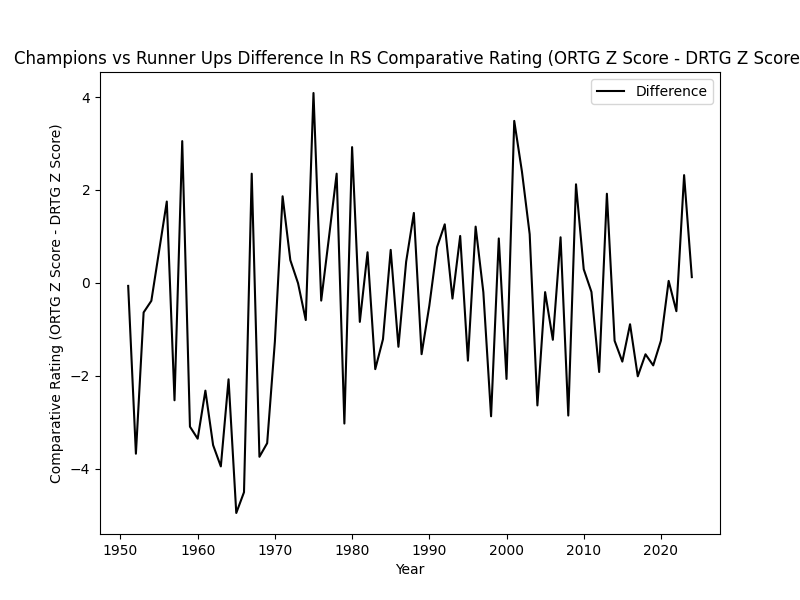 Champions vs Runner Ups Difference In RS Comparative Rating (ORTG Z Score - DRTG Z Score
Difference
Comparative Rating (ORTG Z Score - DRTG Z Score)
4
2
0
−2
−4
1950 1960 1970 1980 1990 2000 2010 2020
Year